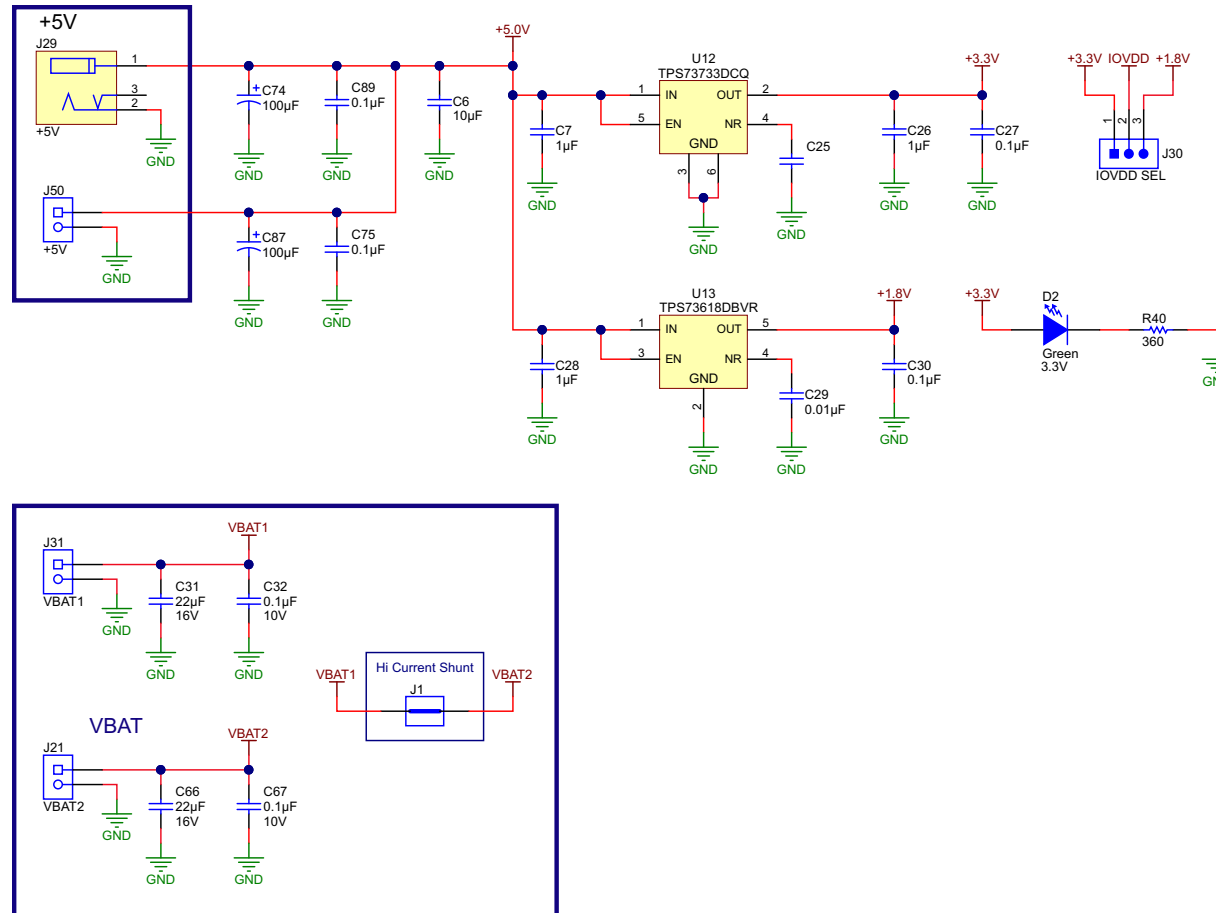 +5V
J29
1
3
2
+5V
GND
J50
+5V
GND
C74
100µF
GND
C89
0.1µF
GND
C6
10µF
GND
C87
100µF
GND
C75
0.1µF
GND
+5.0V
C7
1µF
GND
U12
TPS73733DCQ
1
IN
OUT
2
5
EN
NR
4
GND
3
6
GND
C25
GND
+3.3V
C26
1µF
GND
C27
0.1µF
GND
+3.3V
IOVDD
+1.8V
1
2
3
J30
IOVDD SEL
C28
1µF
GND
U13
TPS73618DBVR
1
IN
OUT
5
3
EN
NR
4
GND
2
GND
C29
0.01µF
GND
+1.8V
C30
0.1µF
GND
+3.3V
D2
Green
3.3V
R40
360
VBAT1
J31
VBAT1
GND
C31
22µF
16V
GND
C32
0.1µF
10V
GND
Hi Current Shunt
VBAT1
J1
VBAT2
VBAT
VBAT2
J21
VBAT2
GND
C66
22µF
16V
GND
C67
0.1µF
10V
GND